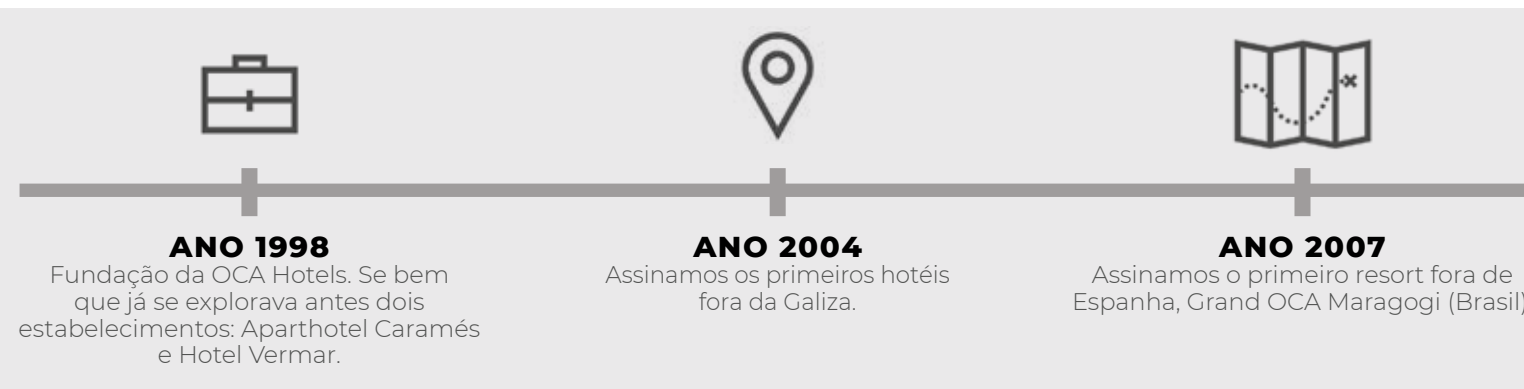 ANO 1998
Fundação da OCA Hotels. Se bem
que já se explorava antes dois
estabelecimentos: Aparthotel Caramés
e Hotel Vermar.
ANO 2004
Assinamos os primeiros hotéis
fora da Galiza.
ANO 2007
Assinamos o primeiro resort fora de
Espanha, Grand OCA Maragogi (Brasil)